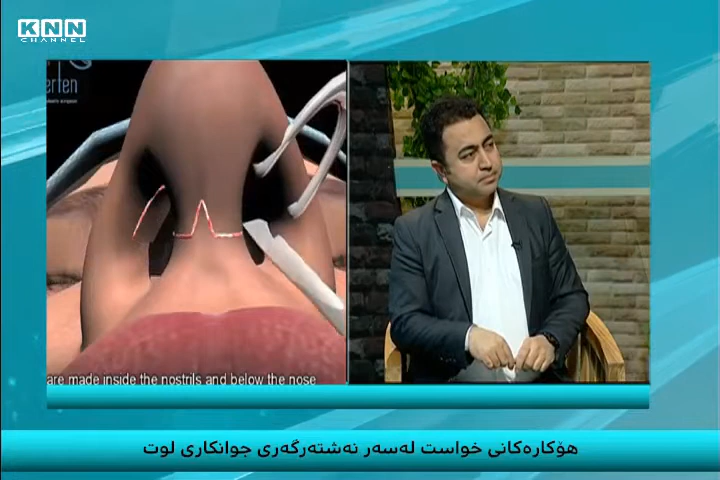 KNN
CHANNEL
erten
are made inside the nostrils and below the nose
هۆکارەکانی خواست لەسەر نەشتەرگەری جوانکاری لوت